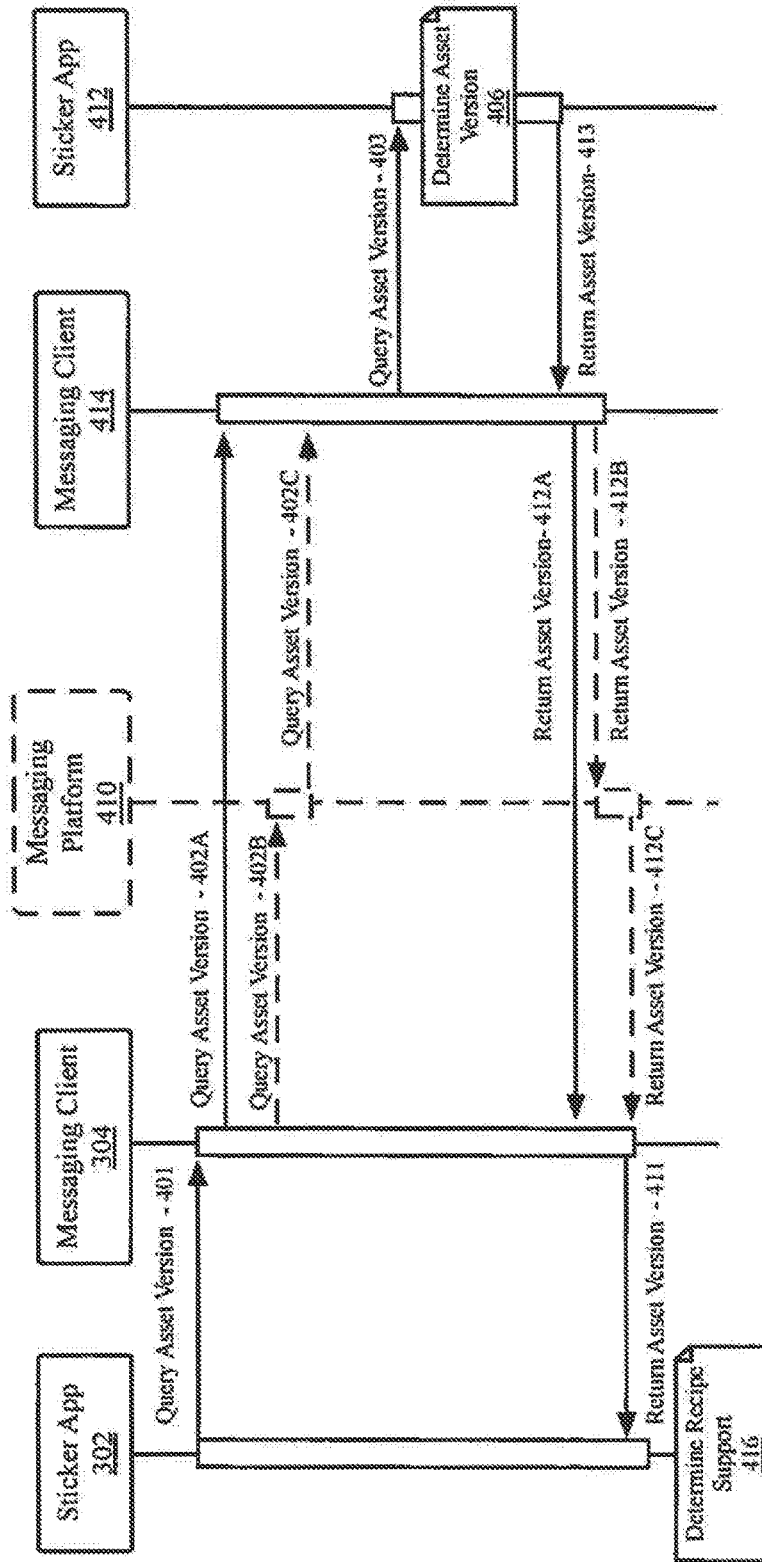 Sticker App
302
Messaging Client
304
Messaging
Platform
410
Messaging Client
414
Sticker App
412
Query Asset Version - 401
Query Asset Version - 402A
Query Asset Version - 402B
Query Asset Version - 402C
Query Asset Version - 403
Determine Asset
Version
406
Return Asset Version- 413
Return Asset Version- 412A
Return Asset Version - 412B
Return Asset Version - 412C
Return Asset Version - 411
Determine Recipe
Support
416